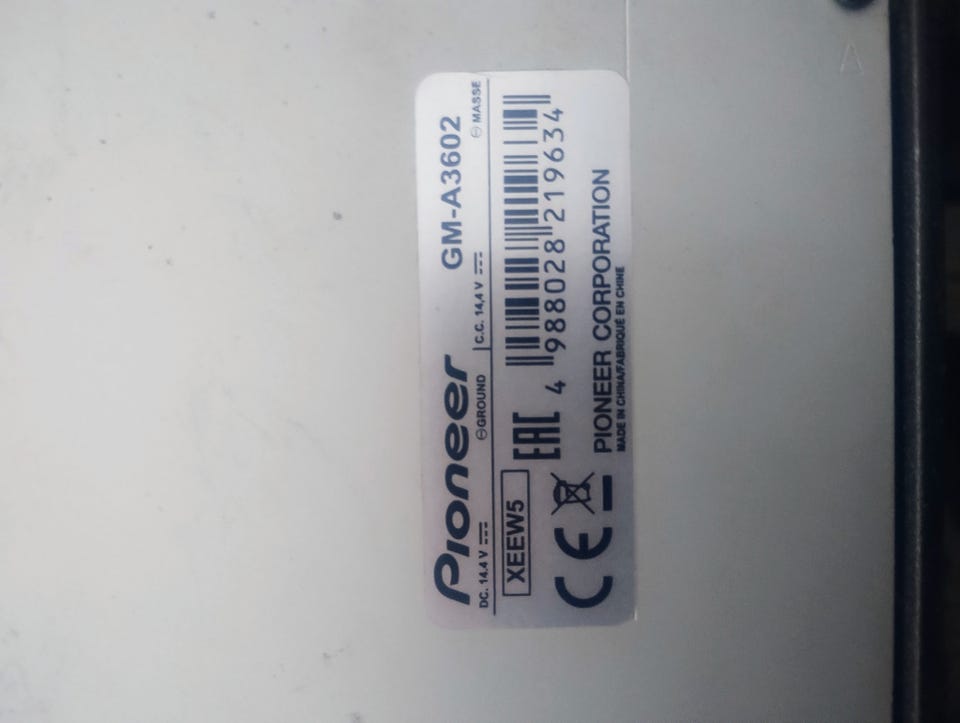 Pioneer GM-A3602
DC. 14.4 V ⎓ ⊖GROUND C.C. 14,4 V ⎓ ⊖ MASSE
XEEW5 EAC
4 988028 219634
CE
PIONEER CORPORATION
MADE IN CHINA/FABRIQUÉ EN CHINE
A